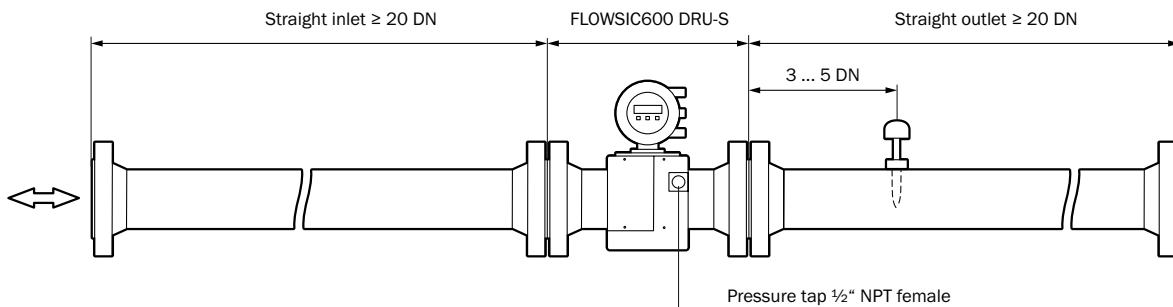 Straight inlet ≥ 20 DN
FLOWSIC600 DRU-S
Straight outlet ≥ 20 DN
3 ... 5 DN
Pressure tap ½“ NPT female